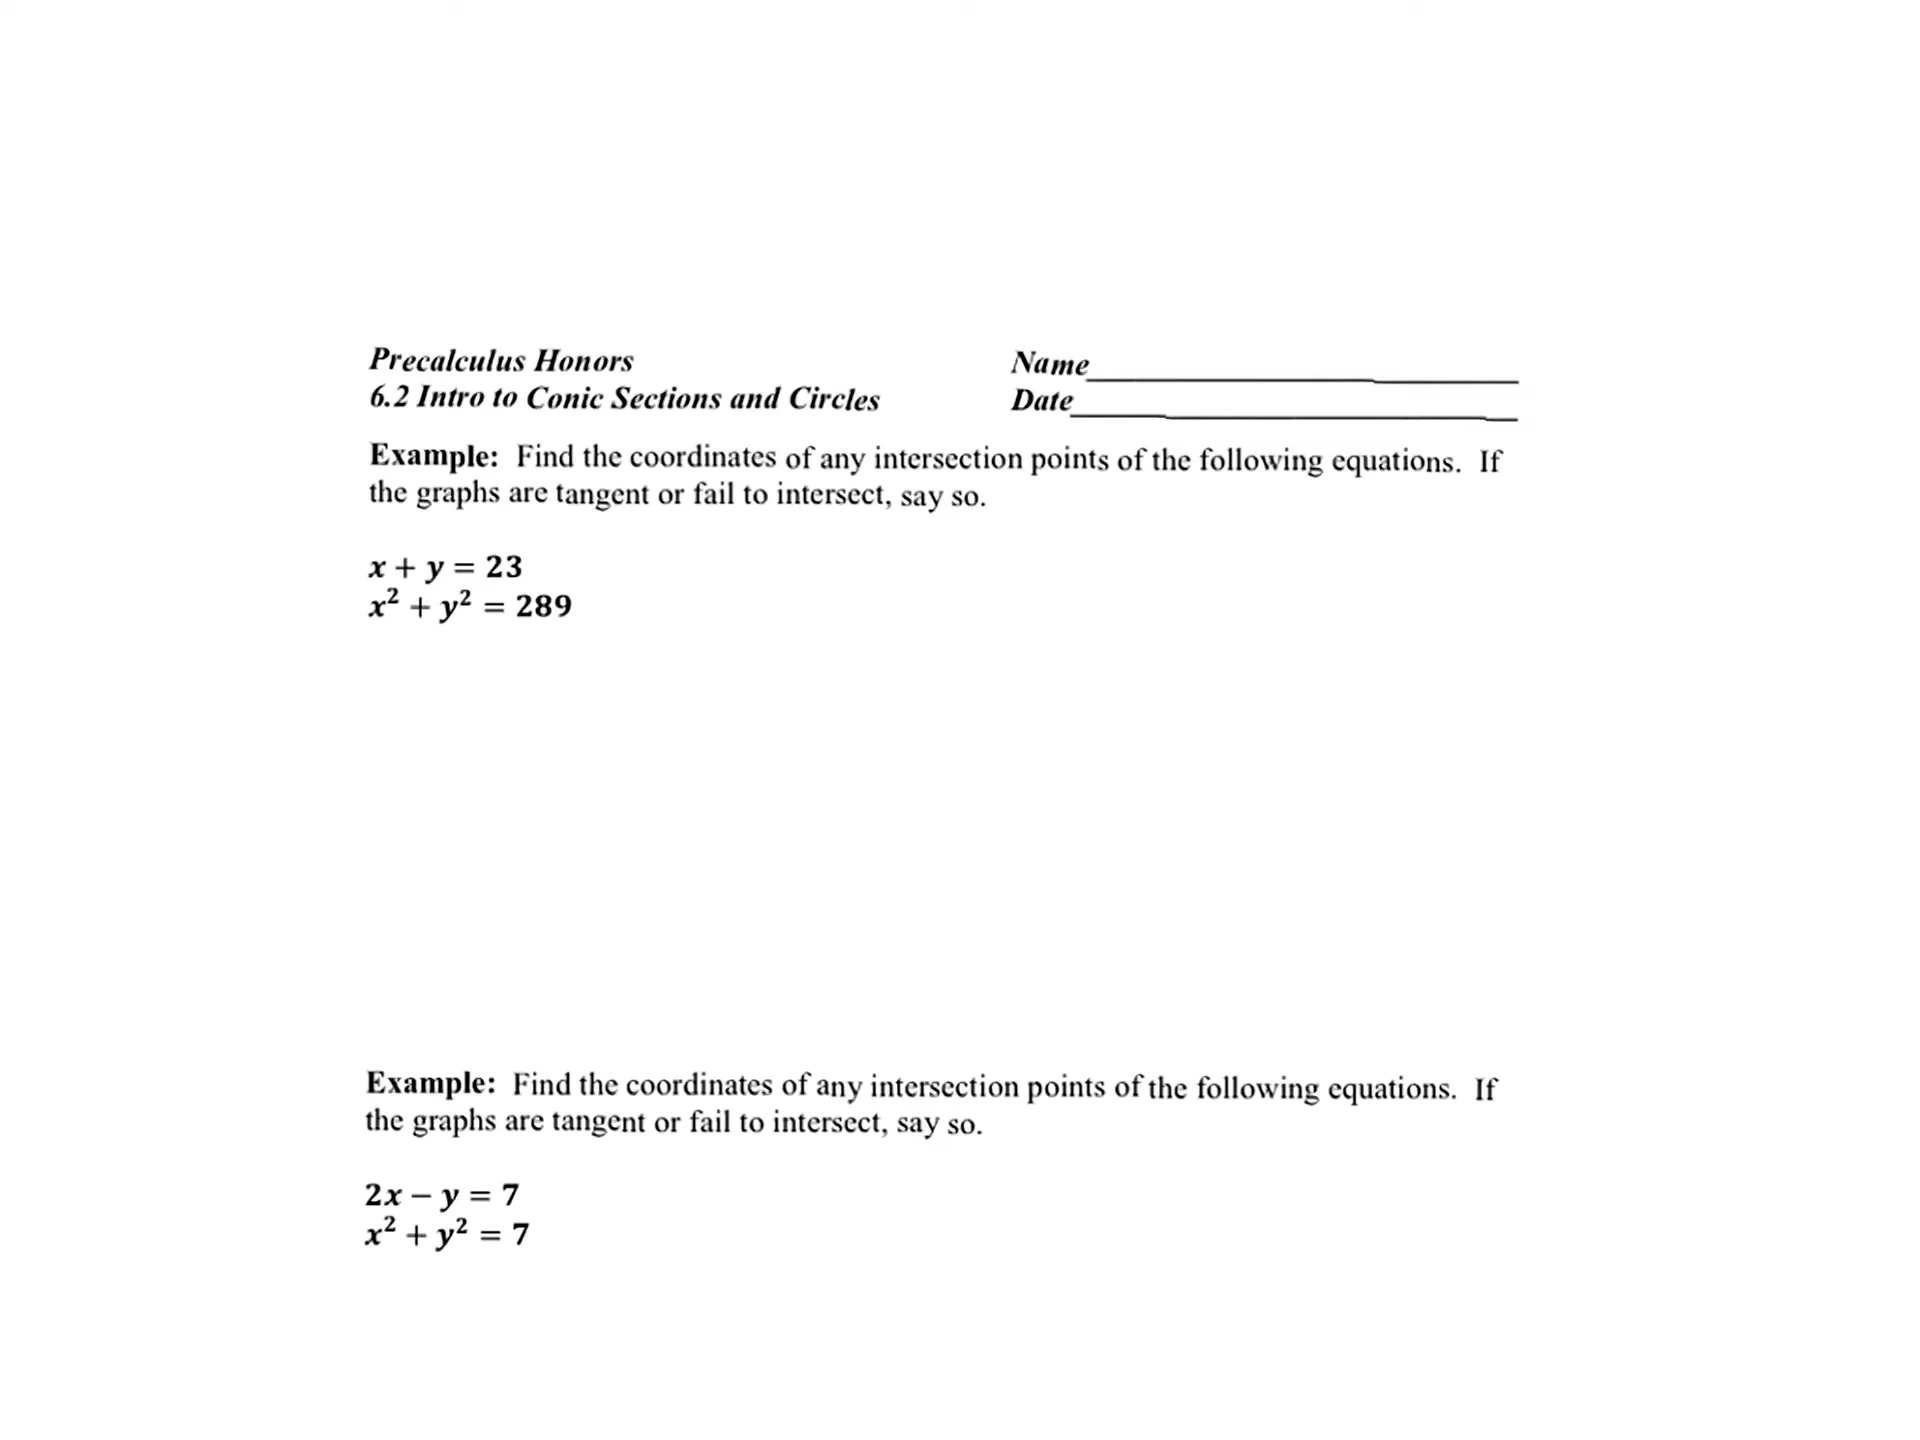 Precalculus Honors Name
6.2 Intro to Conic Sections and Circles Date
Example: Find the coordinates of any intersection points of the following equations. If
the graphs are tangent or fail to intersect, say so.
x + y = 23
x² + y² = 289
Example: Find the coordinates of any intersection points of the following equations. If
the graphs are tangent or fail to intersect, say so.
2x − y = 7
x² + y² = 7